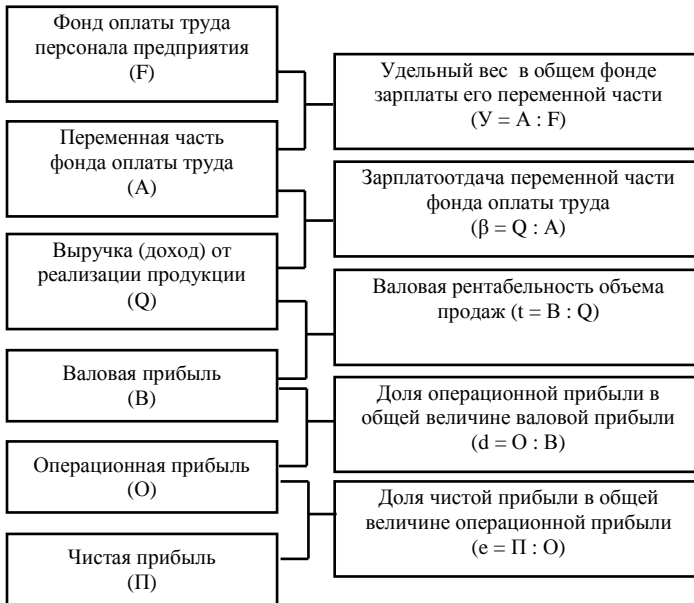 Фонд оплаты труда
персонала предприятия
(F)
Переменная часть
фонда оплаты труда
(А)
Выручка (доход) от
реализации продукции
(Q)
Валовая прибыль
(В)
Операционная прибыль
(О)
Чистая прибыль
(П)
Удельный вес в общем фонде
зарплаты его переменной части
(У = А : F)
Зарплатоотдача переменной части
фонда оплаты труда
(β = Q : А)
Валовая рентабельность объема
продаж (t = В : Q)
Доля операционной прибыли в
общей величине валовой прибыли
(d = О : В)
Доля чистой прибыли в общей
величине операционной прибыли
(е = П : О)